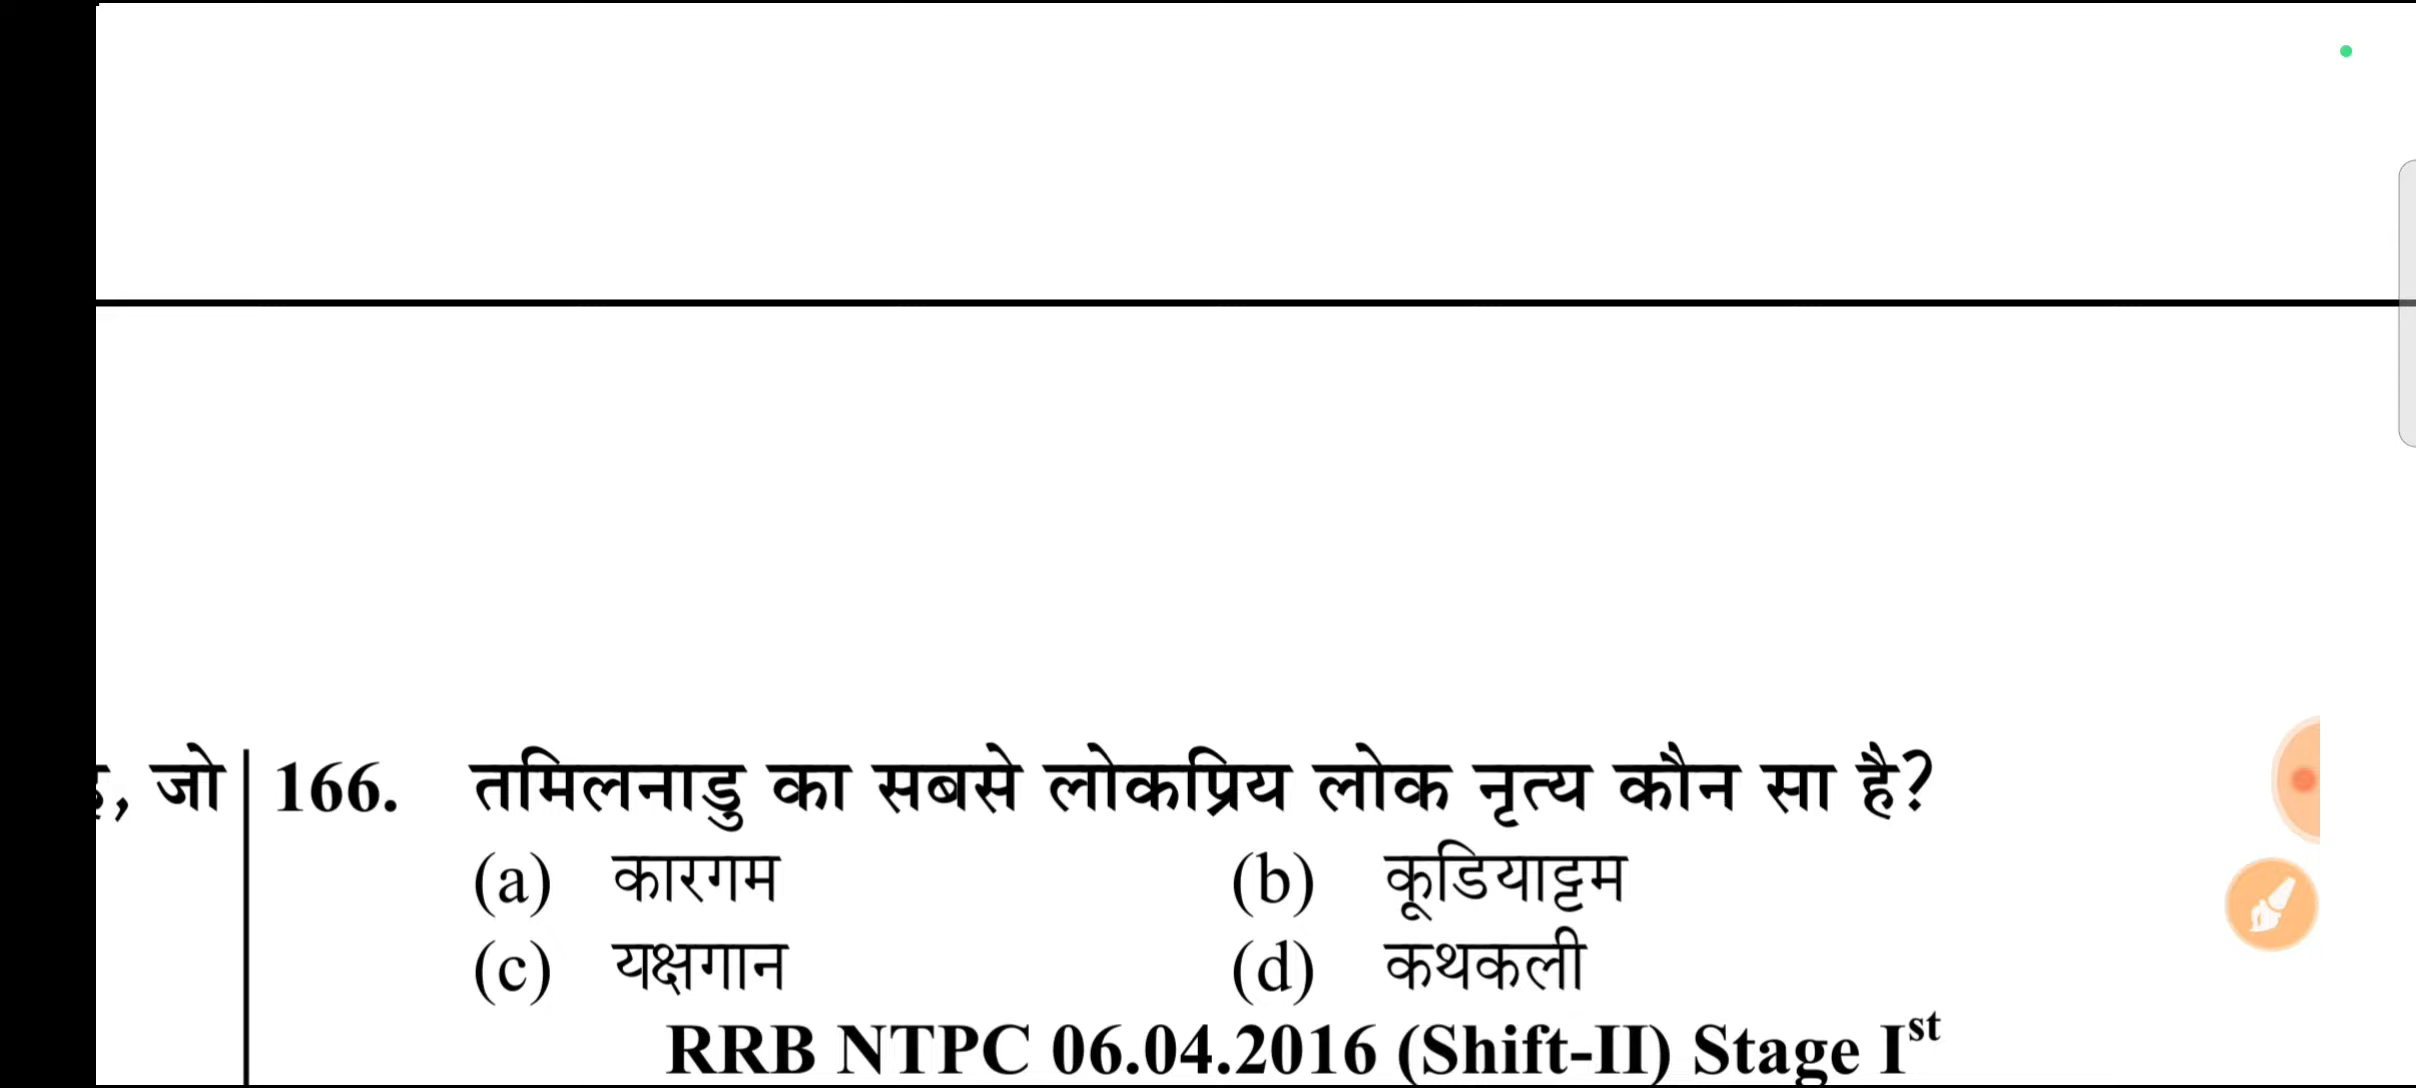 , जो
166. तमिलनाडु का सबसे लोकप्रिय लोक नृत्य कौन सा है?
(a) कारगम (b) कूडियाट्टम
(c) यक्षगान (d) कथकली
RRB NTPC 06.04.2016 (Shift-II) Stage Ist